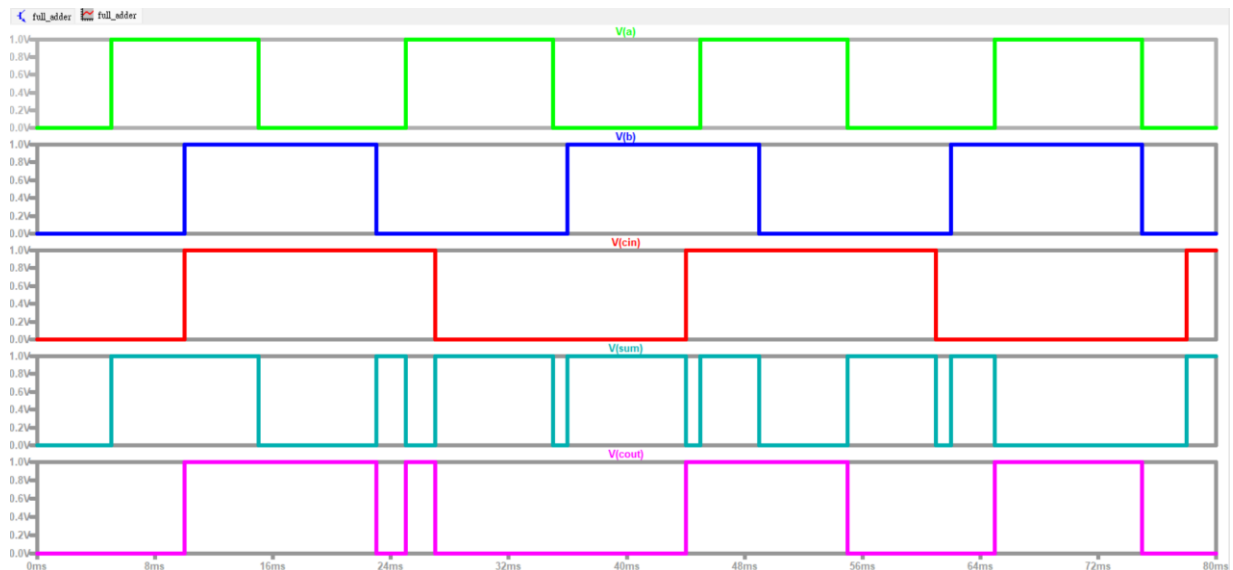 full_adder full_adder
V(a)
1.0V
0.8V
0.6V
0.4V
0.2V
0.0V
V(b)
1.0V
0.8V
0.6V
0.4V
0.2V
0.0V
V(cin)
1.0V
0.8V
0.6V
0.4V
0.2V
0.0V
V(sum)
1.0V
0.8V
0.6V
0.4V
0.2V
0.0V
V(cout)
1.0V
0.8V
0.6V
0.4V
0.2V
0.0V
0ms 8ms 16ms 24ms 32ms 40ms 48ms 56ms 64ms 72ms 80ms